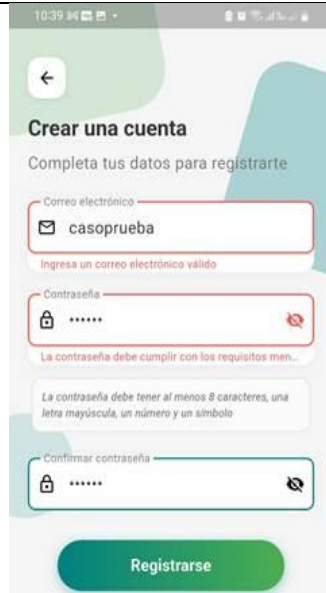 10:39
Crear una cuenta
Completa tus datos para registrarte
Correo electrónico
casoprueba
Ingresa un correo electrónico válido
Contraseña
••••••
La contraseña debe cumplir con los requisitos men...
La contraseña debe tener al menos 8 caracteres, una
letra mayúscula, un número y un símbolo
Confirmar contraseña
••••••
Registrarse